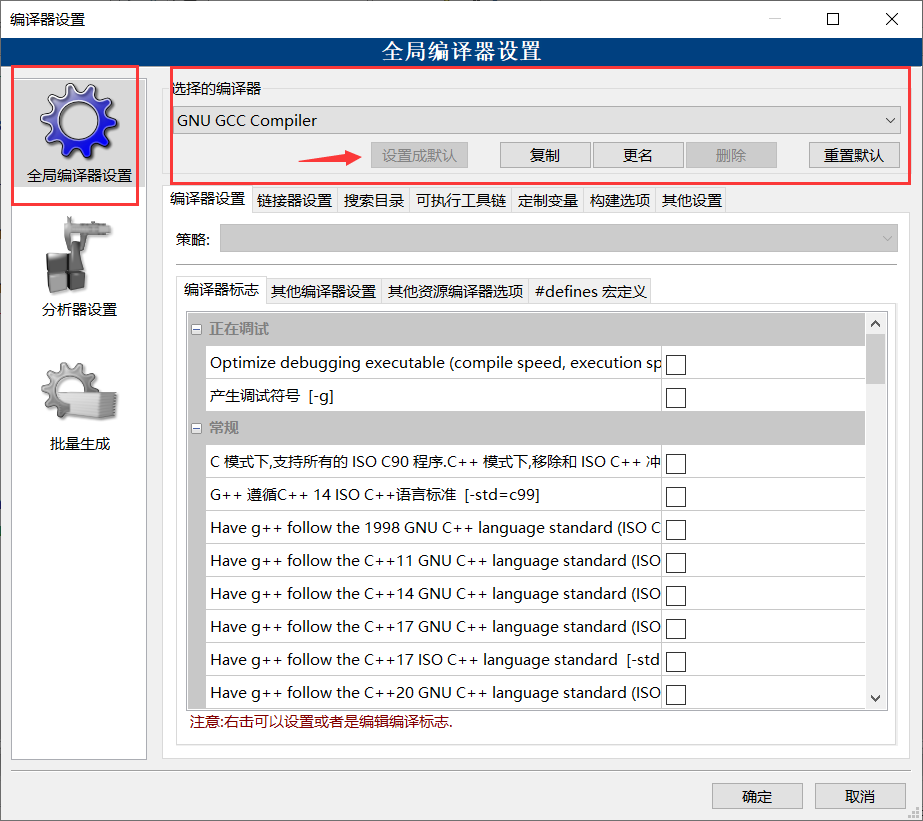 编译器设置
全局编译器设置
全局编译器设置
分析器设置
批量生成
选择的编译器
GNU GCC Compiler
设置成默认 复制 更名 删除 重置默认
编译器设置 链接器设置 搜索目录 可执行工具链 定制变量 构建选项 其他设置
策略:
编译器标志 其他编译器设置 其他资源编译器选项 #defines 宏定义
正在调试
Optimize debugging executable (compile speed, execution sp
产生调试符号 [-g]
常规
C 模式下,支持所有的 ISO C90 程序.C++ 模式下,移除和 ISO C++ 冲
G++ 遵循C++ 14 ISO C++语言标准 [-std=c99]
Have g++ follow the 1998 GNU C++ language standard (ISO C
Have g++ follow the C++11 GNU C++ language standard (ISO
Have g++ follow the C++14 GNU C++ language standard (ISO
Have g++ follow the C++17 GNU C++ language standard (ISO
Have g++ follow the C++17 ISO C++ language standard [-std
Have g++ follow the C++20 GNU C++ language standard (ISO
注意:右击可以设置或者是编辑编译标志.
确定 取消